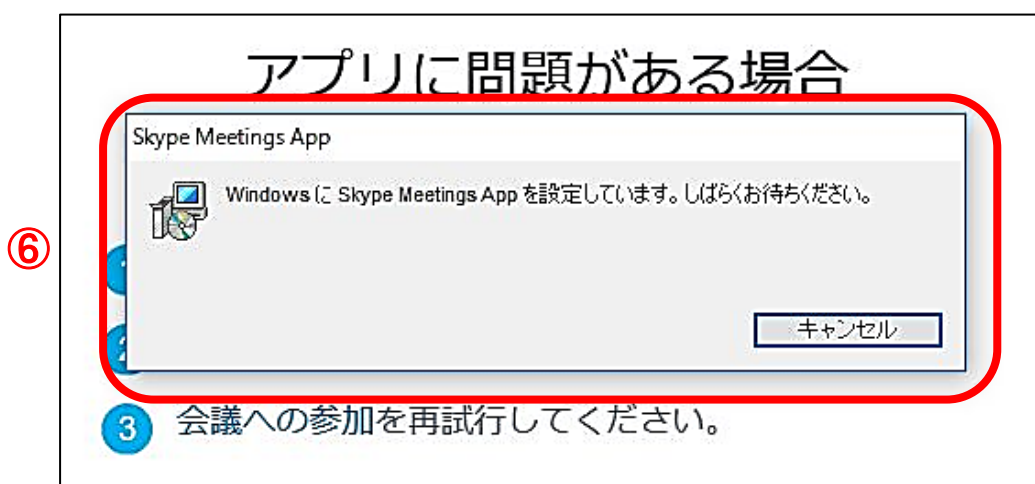 アプリに問題がある場合
Skype Meetings App
Windows に Skype Meetings App を設定しています。しばらくお待ちください。
⑥
キャンセル
3 会議への参加を再試行してください。